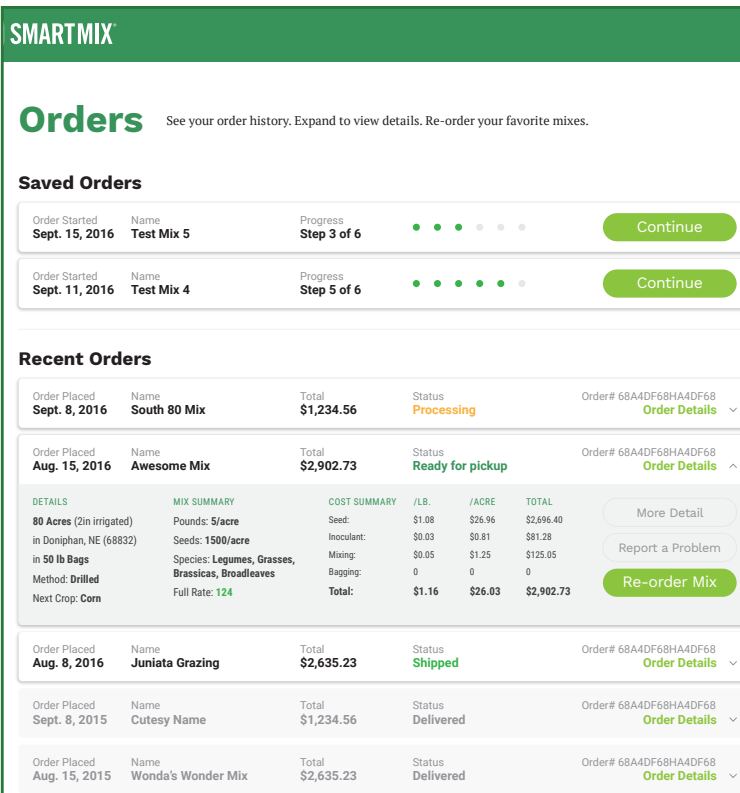 SMARTMIX®
Orders See your order history. Expand to view details. Re-order your favorite mixes.
Saved Orders
Order Started Name Progress
Sept. 15, 2016 Test Mix 5 Step 3 of 6 Continue
Order Started Name Progress
Sept. 11, 2016 Test Mix 4 Step 5 of 6 Continue
Recent Orders
Order Placed Name Total Status Order# 68A4DF68HA4DF68
Sept. 8, 2016 South 80 Mix $1,234.56 Processing Order Details
Order Placed Name Total Status Order# 68A4DF68HA4DF68
Aug. 15, 2016 Awesome Mix $2,902.73 Ready for pickup Order Details
DETAILS MIX SUMMARY COST SUMMARY /LB. /ACRE TOTAL
80 Acres (2in irrigated) Pounds: 5/acre Seed: $1.08 $26.96 $2,696.40 More Detail
in Doniphan, NE (68832) Seeds: 1500/acre Inoculant: $0.03 $0.81 $81.28 Report a Problem
in 50 lb Bags Species: Legumes, Grasses, Mixing: $0.05 $1.25 $125.05
Brassicas, Broadleaves Bagging: 0 0 0
Method: Drilled Full Rate: 124 Total: $1.16 $26.03 $2,902.73 Re-order Mix
Next Crop: Corn
Order Placed Name Total Status Order# 68A4DF68HA4DF68
Aug. 8, 2016 Juniata Grazing $2,635.23 Shipped Order Details
Order Placed Name Total Status Order# 68A4DF68HA4DF68
Sept. 8, 2015 Cutesy Name $1,234.56 Delivered Order Details
Order Placed Name Total Status Order# 68A4DF68HA4DF68
Aug. 15, 2015 Wonda's Wonder Mix $2,635.23 Delivered Order Details